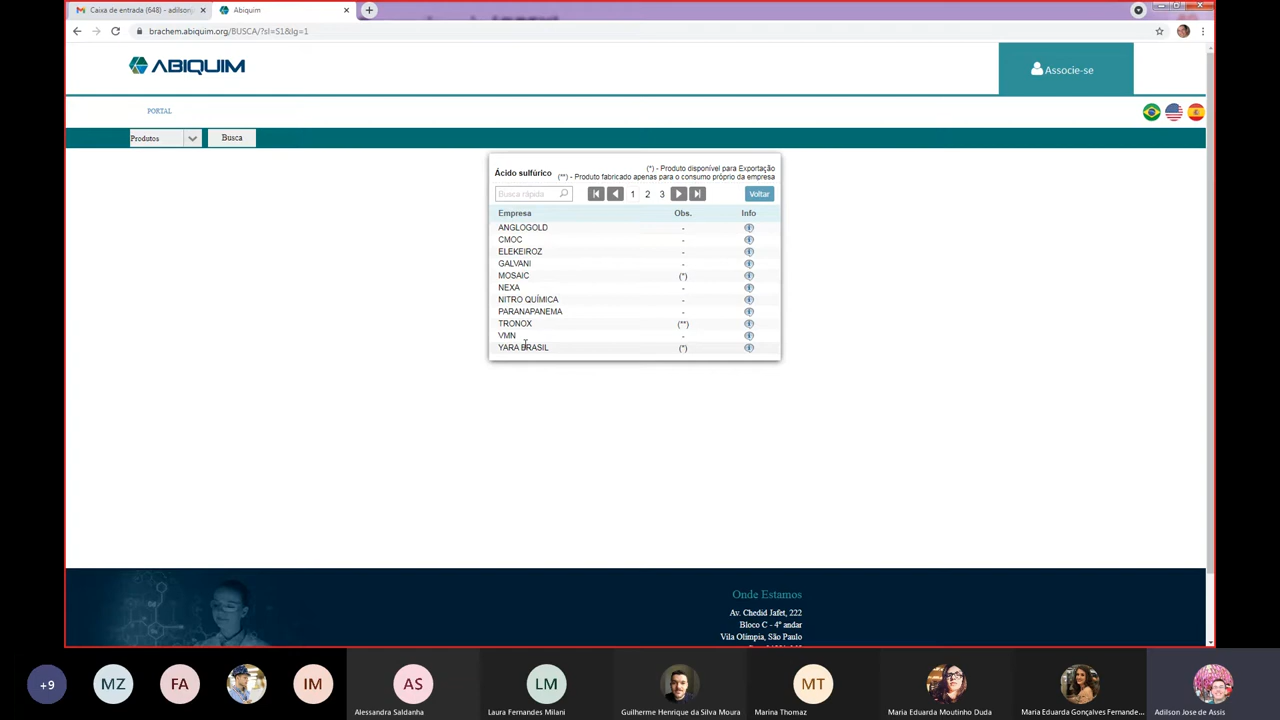 Caixa de entrada (648) - adilson
Abiquim
brachem.abiquim.org/BUSCA/?sl=S1&lg=1
ABIQUIM
Associe-se
PORTAL
Produtos
Busca
(*) - Produto disponível para Exportação
Ácido sulfúrico
(**) - Produto fabricado apenas para o consumo próprio da empresa
Busca rápida
1 2 3
Voltar
Empresa Obs. Info
ANGLOGOLD -
CMOC -
ELEKEIROZ -
GALVANI -
MOSAIC (*)
NEXA -
NITRO QUÍMICA -
PARANAPANEMA -
TRONOX (**)
VMN -
YARA BRASIL (*)
Onde Estamos
Av. Chedid Jafet, 222
Bloco C - 4º andar
Vila Olímpia, São Paulo
+9
MZ
FA
IM
AS
LM
MT
Alessandra Saldanha
Laura Fernandes Milani
Guilherme Henrique da Silva Moura
Marina Thomaz
Maria Eduarda Moutinho Duda
Maria Eduarda Gonçalves Fernande...
Adilson Jose de Assis